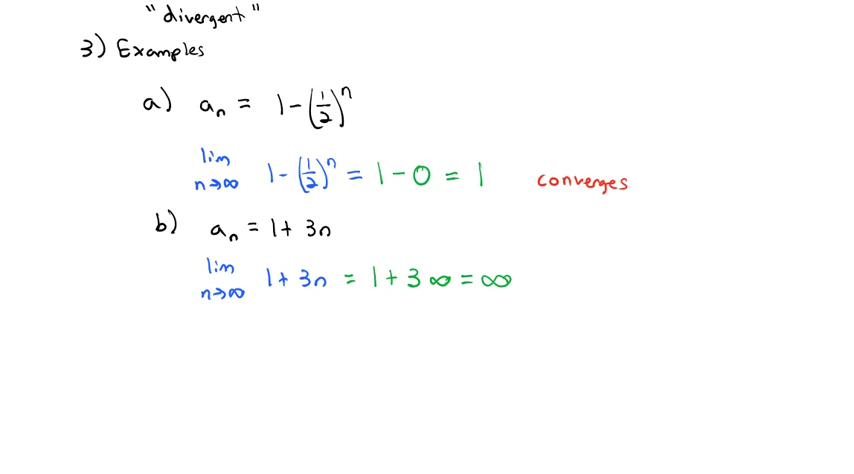 "divergent"
3) Examples
a) aₙ = 1 - (1/2)ⁿ
lim n→∞ 1 - (1/2)ⁿ = 1 - 0 = 1 converges
b) aₙ = 1 + 3n
lim n→∞ 1 + 3n = 1 + 3 ∞ = ∞